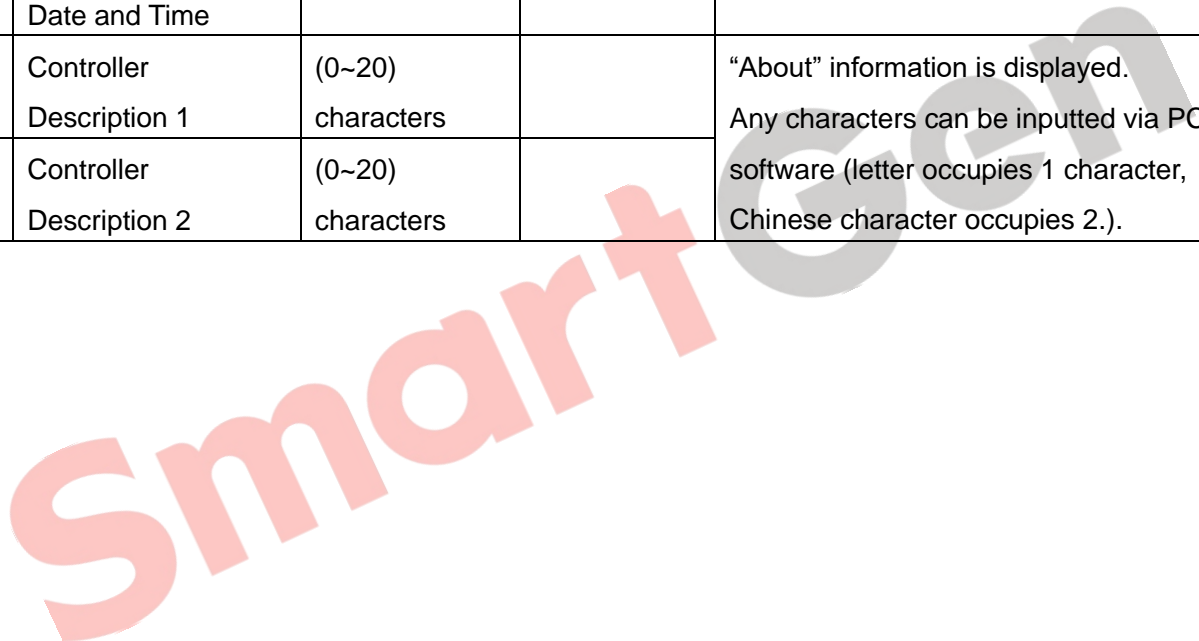 Date and Time
Controller
Description 1
(0~20)
characters
“About” information is displayed.
Any characters can be inputted via PC
software (letter occupies 1 character,
Chinese character occupies 2.).
Controller
Description 2
(0~20)
characters
SmartGen